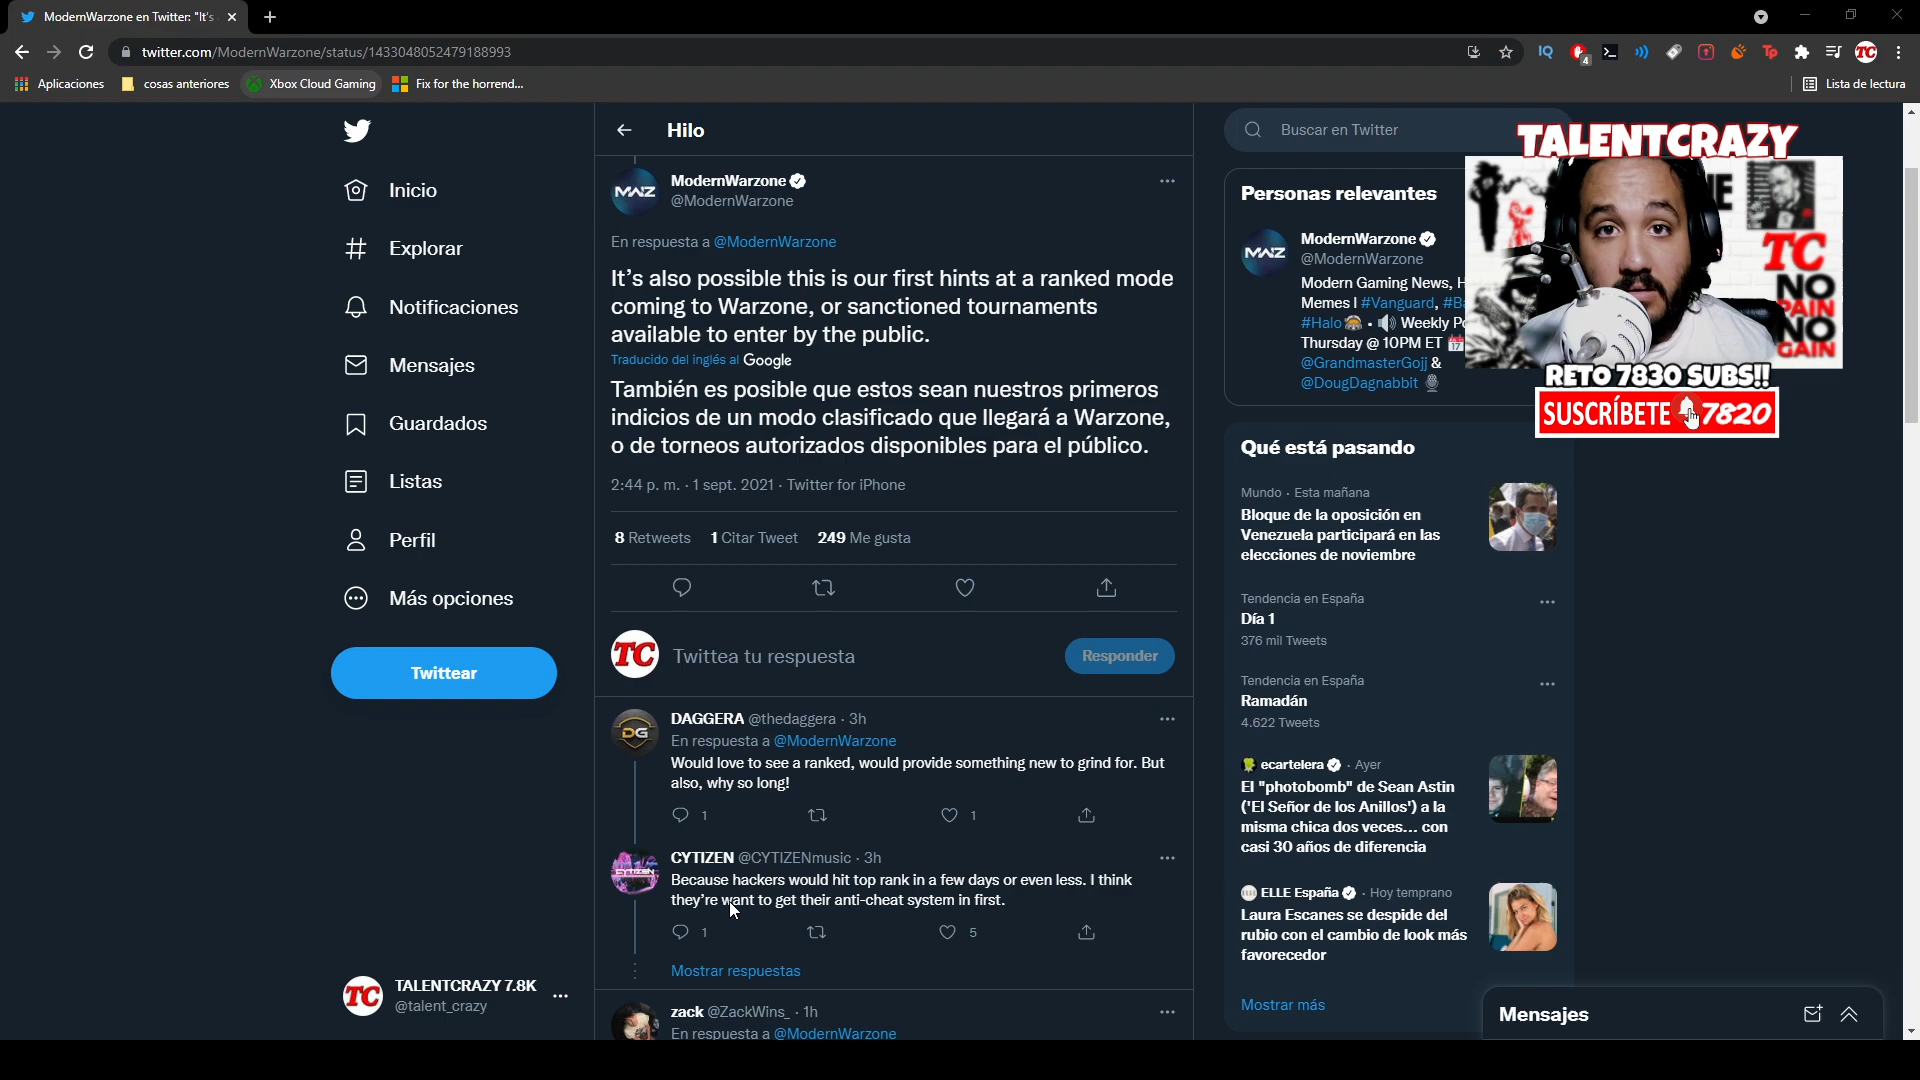 ModernWarzone en Twitter: "It's
twitter.com/ModernWarzone/status/1433048052479188993
IQ
4
Tp
TC
Aplicaciones
cosas anteriores
Xbox Cloud Gaming
Fix for the horrend...
Lista de lectura
Inicio
Explorar
Notificaciones
Mensajes
Guardados
Listas
Perfil
Más opciones
Twittear
TC
TALENTCRAZY 7.8K
@talent_crazy
Hilo
MWZ
ModernWarzone
@ModernWarzone
En respuesta a @ModernWarzone
It's also possible this is our first hints at a ranked mode
coming to Warzone, or sanctioned tournaments
available to enter by the public.
Traducido del inglés al Google
También es posible que estos sean nuestros primeros
indicios de un modo clasificado que llegará a Warzone,
o de torneos autorizados disponibles para el público.
2:44 p. m. · 1 sept. 2021 · Twitter for iPhone
8 Retweets 1 Citar Tweet 249 Me gusta
TC
Twittea tu respuesta
Responder
DG
DAGGERA @thedaggera · 3h
En respuesta a @ModernWarzone
Would love to see a ranked, would provide something new to grind for. But
also, why so long!
1
1
CYTIZEN
CYTIZEN @CYTIZENmusic · 3h
Because hackers would hit top rank in a few days or even less. I think
they're want to get their anti-cheat system in first.
1
5
Mostrar respuestas
zack @ZackWins_ · 1h
En respuesta a @ModernWarzone
Buscar en Twitter
Personas relevantes
MWZ
ModernWarzone
@ModernWarzone
Modern Gaming News, H
Memes I #Vanguard, #Ba
#Halo • Weekly Po
Thursday @ 10PM ET
@GrandmasterGojj &
@DougDagnabbit
TALENTCRAZY
TC
NO
PAIN
NO
GAIN
RETO 7830 SUBS!!
SUSCRÍBETE 7820
Qué está pasando
Mundo · Esta mañana
Bloque de la oposición en
Venezuela participará en las
elecciones de noviembre
Tendencia en España
Día 1
376 mil Tweets
Tendencia en España
Ramadán
4.622 Tweets
ecartelera · Ayer
El "photobomb" de Sean Astin
('El Señor de los Anillos') a la
misma chica dos veces... con
casi 30 años de diferencia
ELLE España · Hoy temprano
Laura Escanes se despide del
rubio con el cambio de look más
favorecedor
Mostrar más
Mensajes